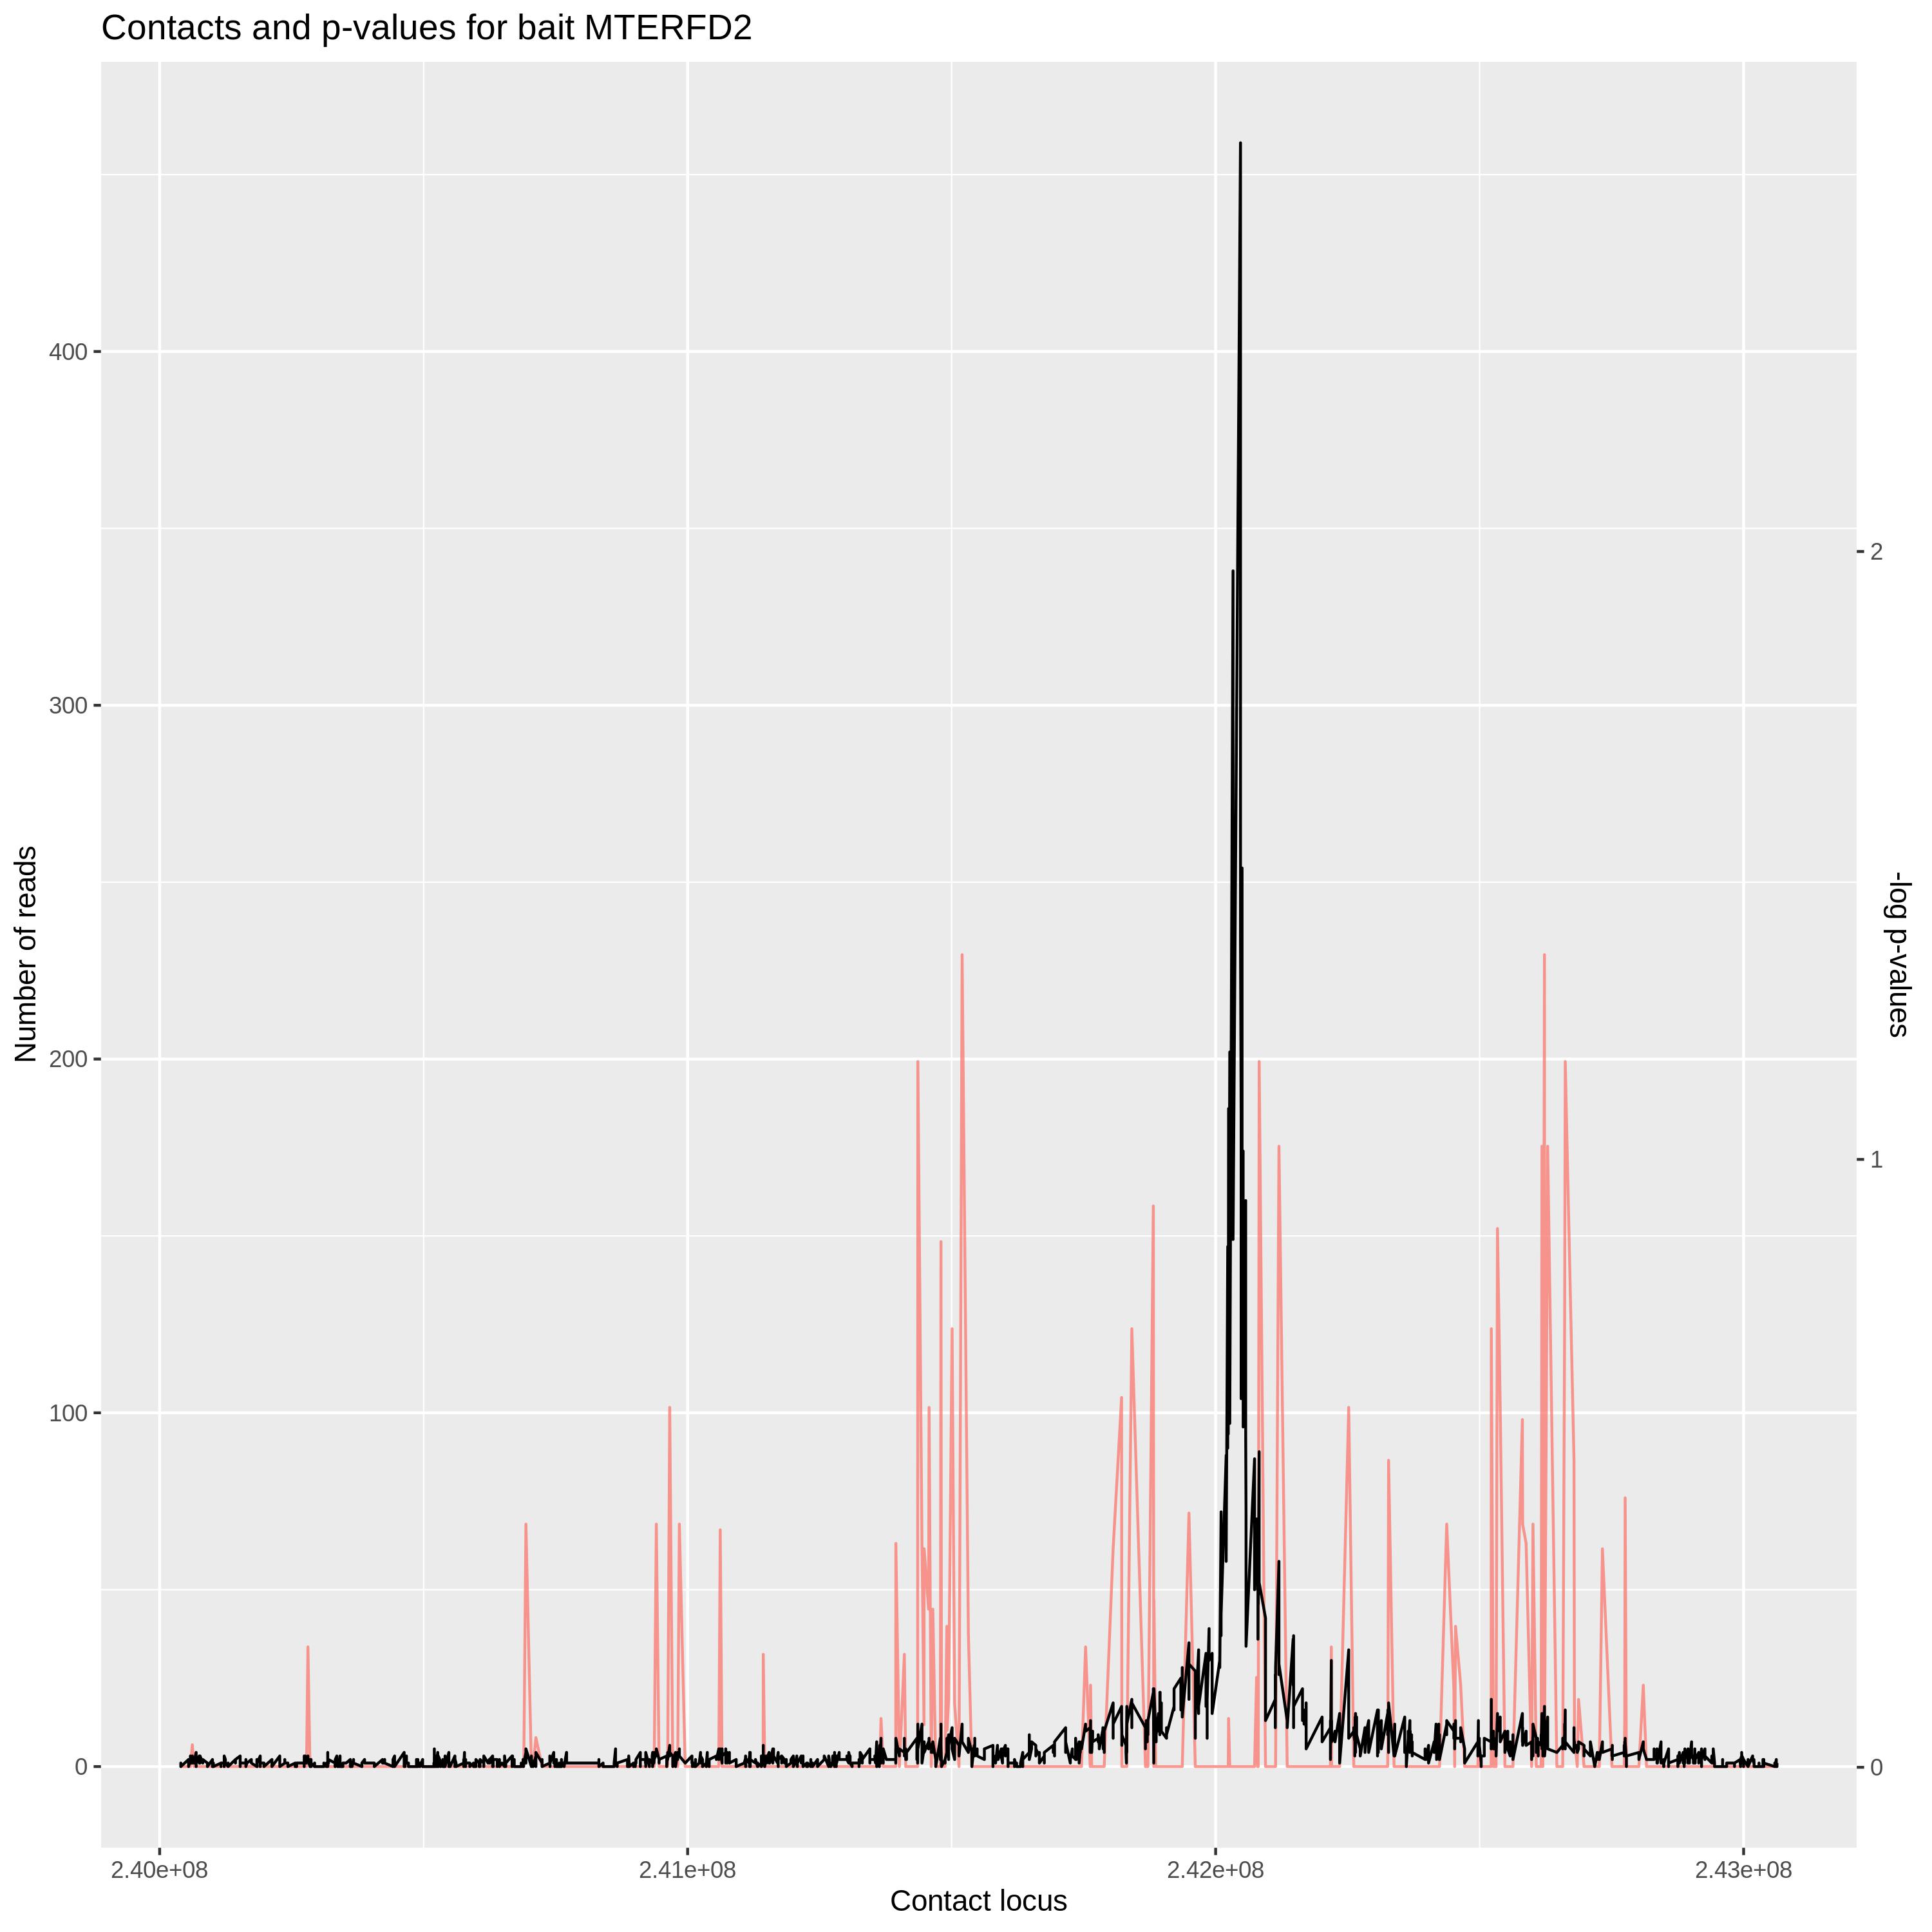 Contacts and p-values for bait MTERFD2
400
300
200
100
0
Number of reads
2
1
0
-log p-values
2.40e+08
2.41e+08
2.42e+08
2.43e+08
Contact locus